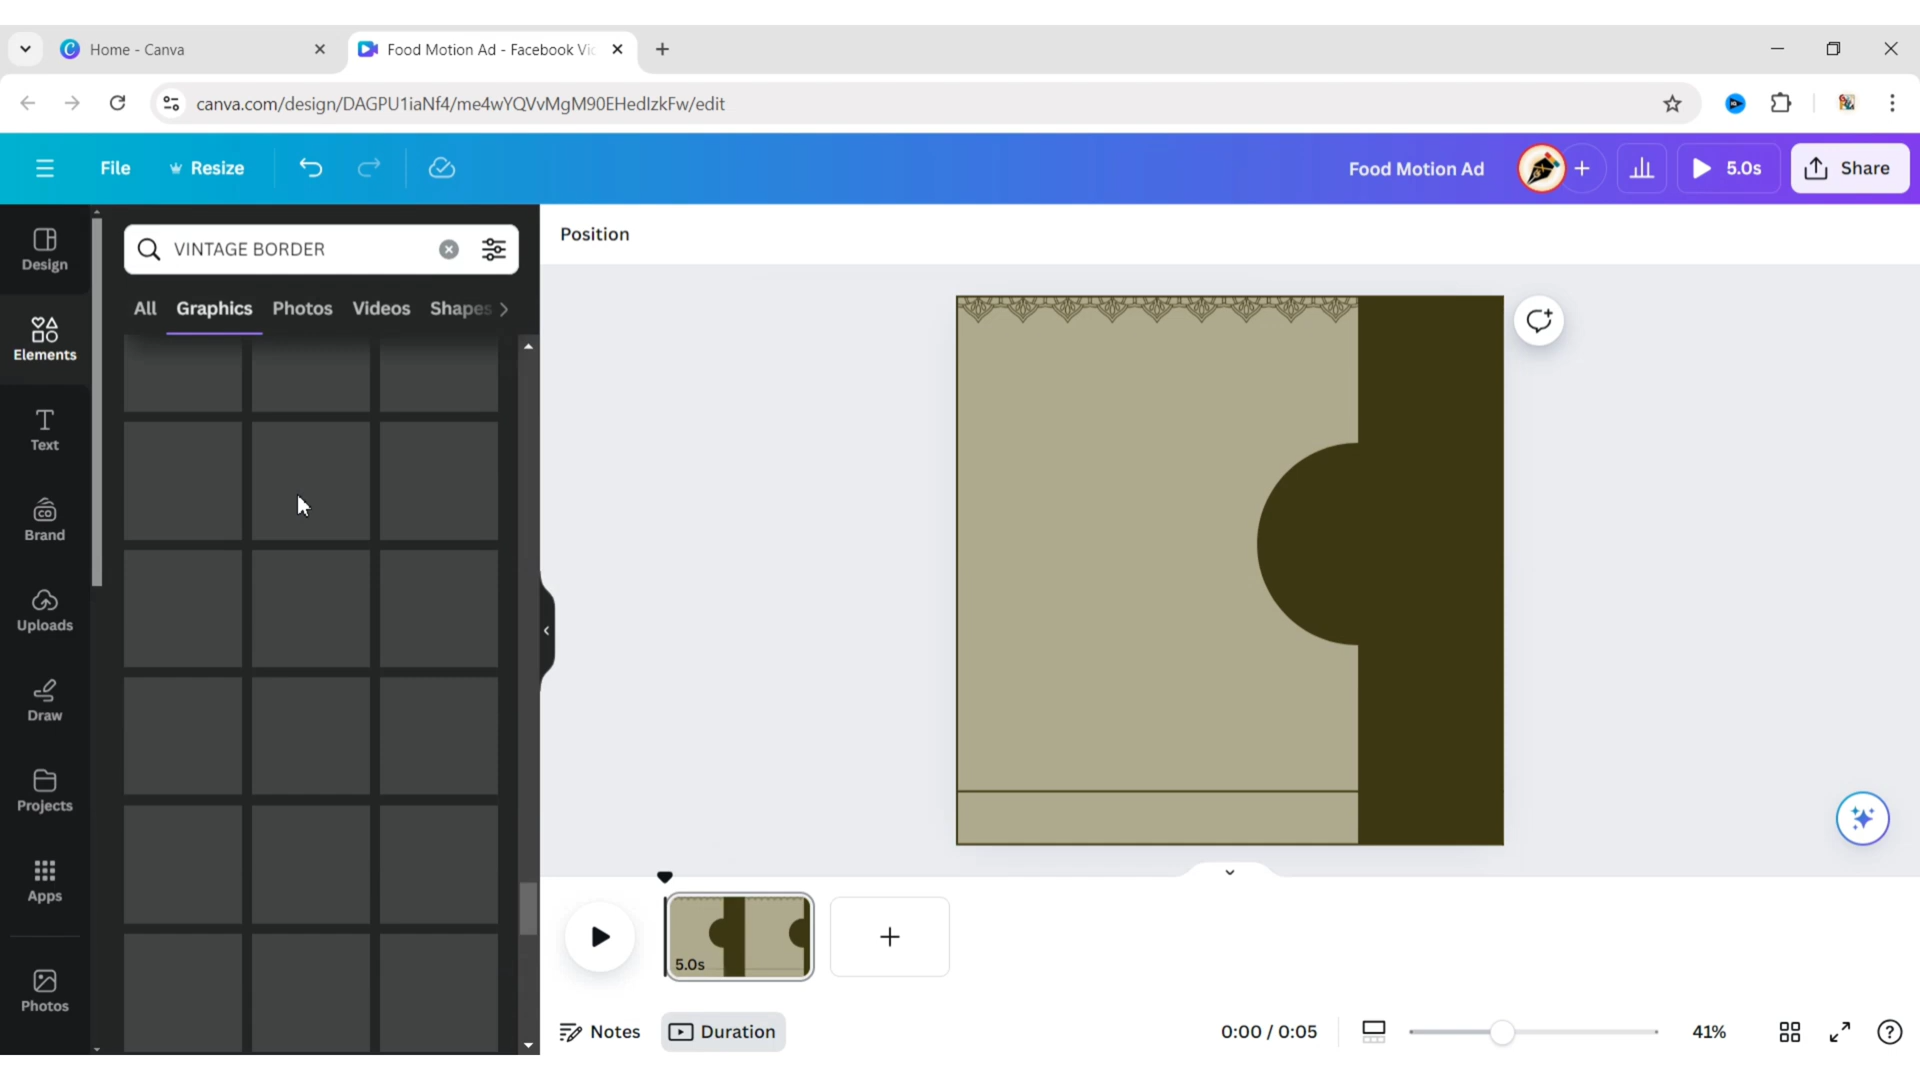 Home - Canva
Food Motion Ad - Facebook Vic
canva.com/design/DAGPU1iaNf4/me4wYQVvMgM90EHedlzkFw/edit
File
Resize
Food Motion Ad
5.0s
Share
Design
Elements
Text
Brand
Uploads
Draw
Projects
Apps
Photos
VINTAGE BORDER
All Graphics Photos Videos Shapes
Position
5.0s
Notes
Duration
0:00 / 0:05
41%